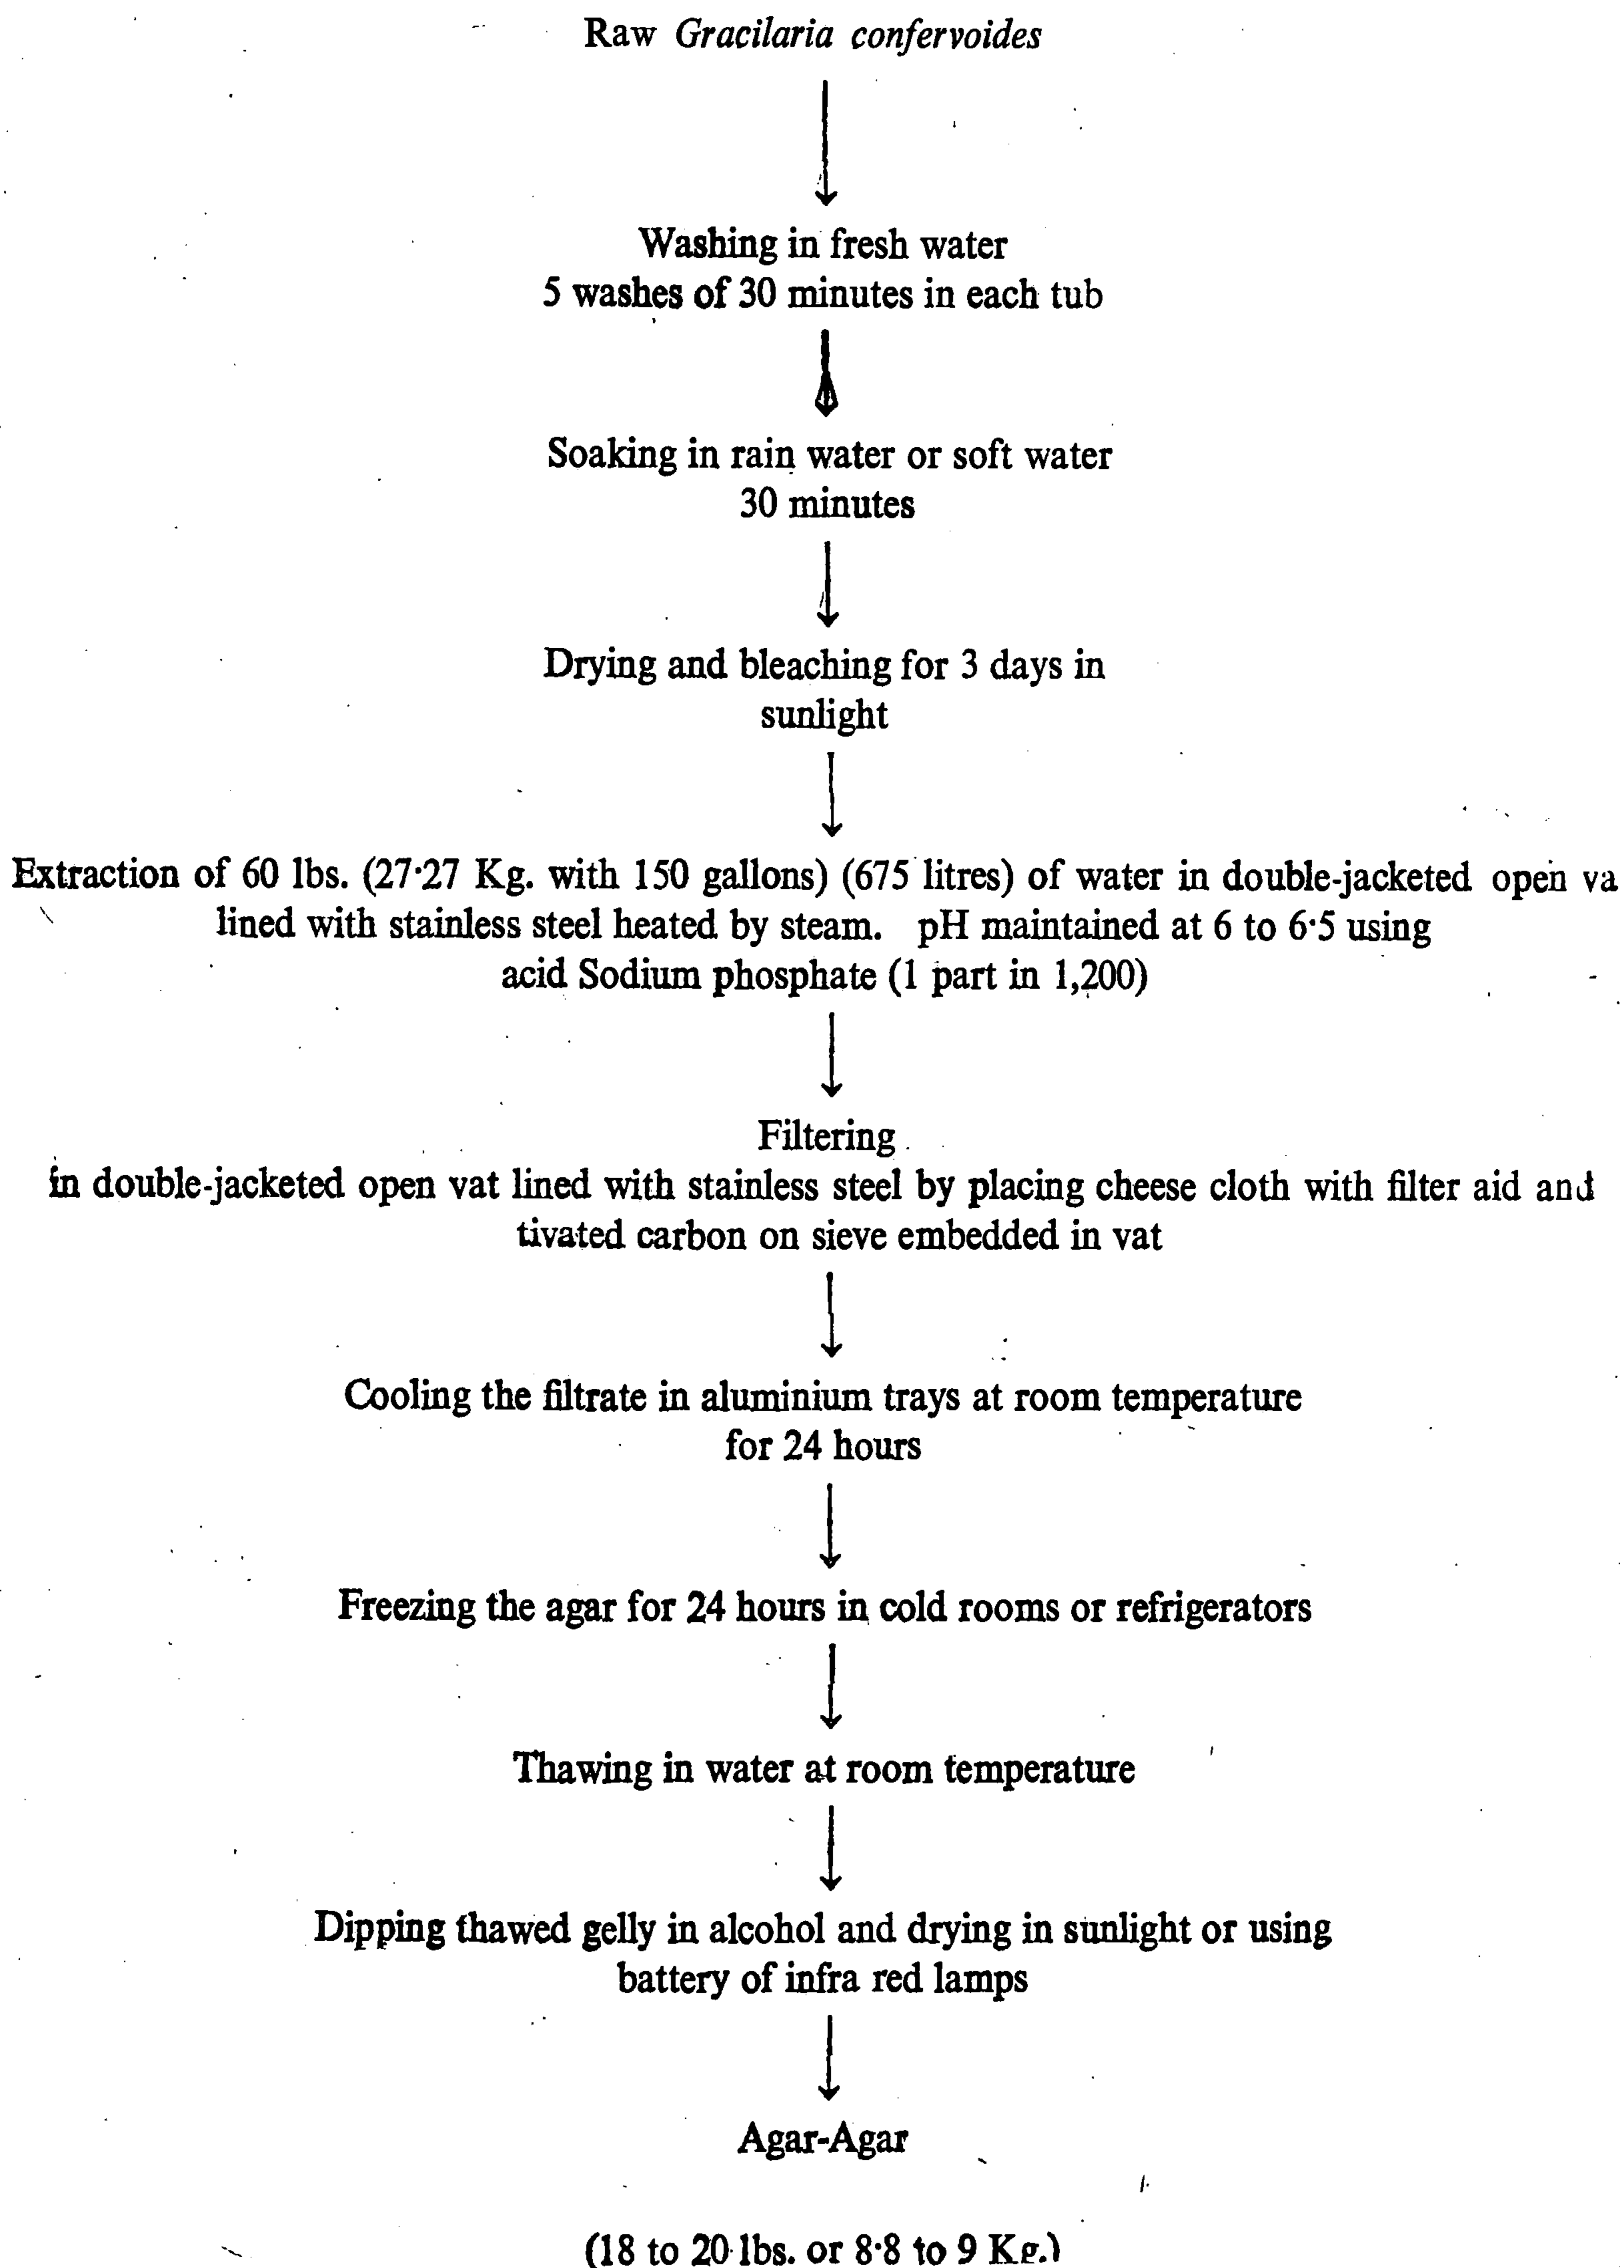 Raw Gracilaria confervoides
Washing in fresh water
5 washes of 30 minutes in each tub
Soaking in rain water or soft water
30 minutes
Drying and bleaching for 3 days in
sunlight
Extraction of 60 lbs. (27·27 Kg. with 150 gallons) (675 litres) of water in double-jacketed open va
lined with stainless steel heated by steam. pH maintained at 6 to 6·5 using
acid Sodium phosphate (1 part in 1,200)
Filtering
in double-jacketed open vat lined with stainless steel by placing cheese cloth with filter aid and
tivated carbon on sieve embedded in vat
Cooling the filtrate in aluminium trays at room temperature
for 24 hours
Freezing the agar for 24 hours in cold rooms or refrigerators
Thawing in water at room temperature
Dipping thawed gelly in alcohol and drying in sunlight or using
battery of infra red lamps
Agar-Agar
(18 to 20 lbs. or 8·8 to 9 Kg.)